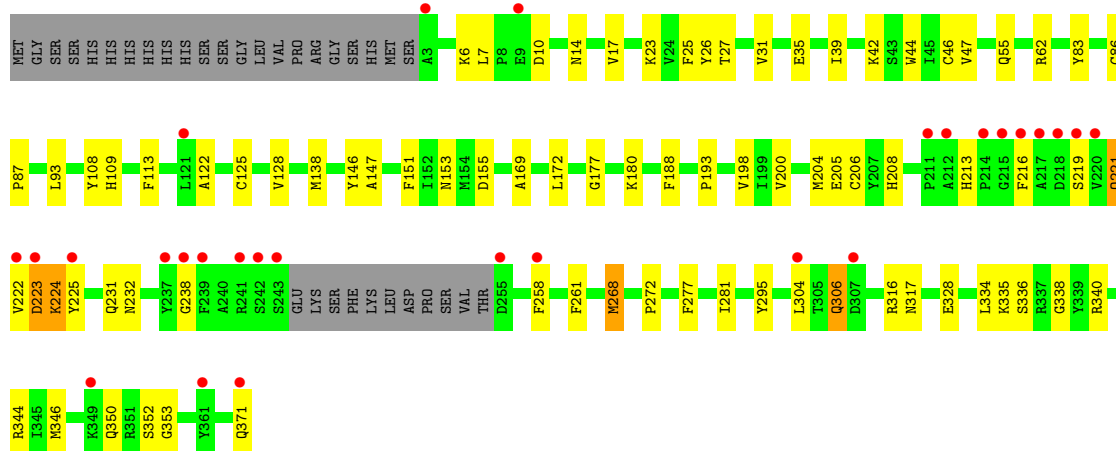 MET GLY SER SER HIS HIS HIS HIS HIS HIS SER SER GLY LEU VAL PRO ARG GLY SER HIS MET SER A3 K6 L7 P8 E9 D10 N14 V17 K23 V24 F25 Y26 T27 V31 E35 I39 K42 S43 W44 I45 C46 V47 Q55 R62 Y83
P87 L93 Y108 H109 F113 L121 A122 C125 V128 M138 Y146 A147 F151 I152 N153 M154 D155 A169 L172 G177 K180 F188 P193 V198 I199 V200 M204 E205 C206 Y207 H208 P211 A212 H213 P214 G215 F216 A217 D218 S219 V220
V222 D223 K224 Y225 Q231 N232 Y237 G238 F239 A240 R241 S242 S243 GLU LYS SER PHE LYS LEU ASP PRO SER VAL THR D255 F258 F261 M268 P272 F277 I281 Y295 L304 T305 Q306 D307 R316 N317 E328 L334 K335 S336 R337 G338 Y339 R340
R344 I345 M346 K349 Q350 R351 S352 G353 Y361 Q371